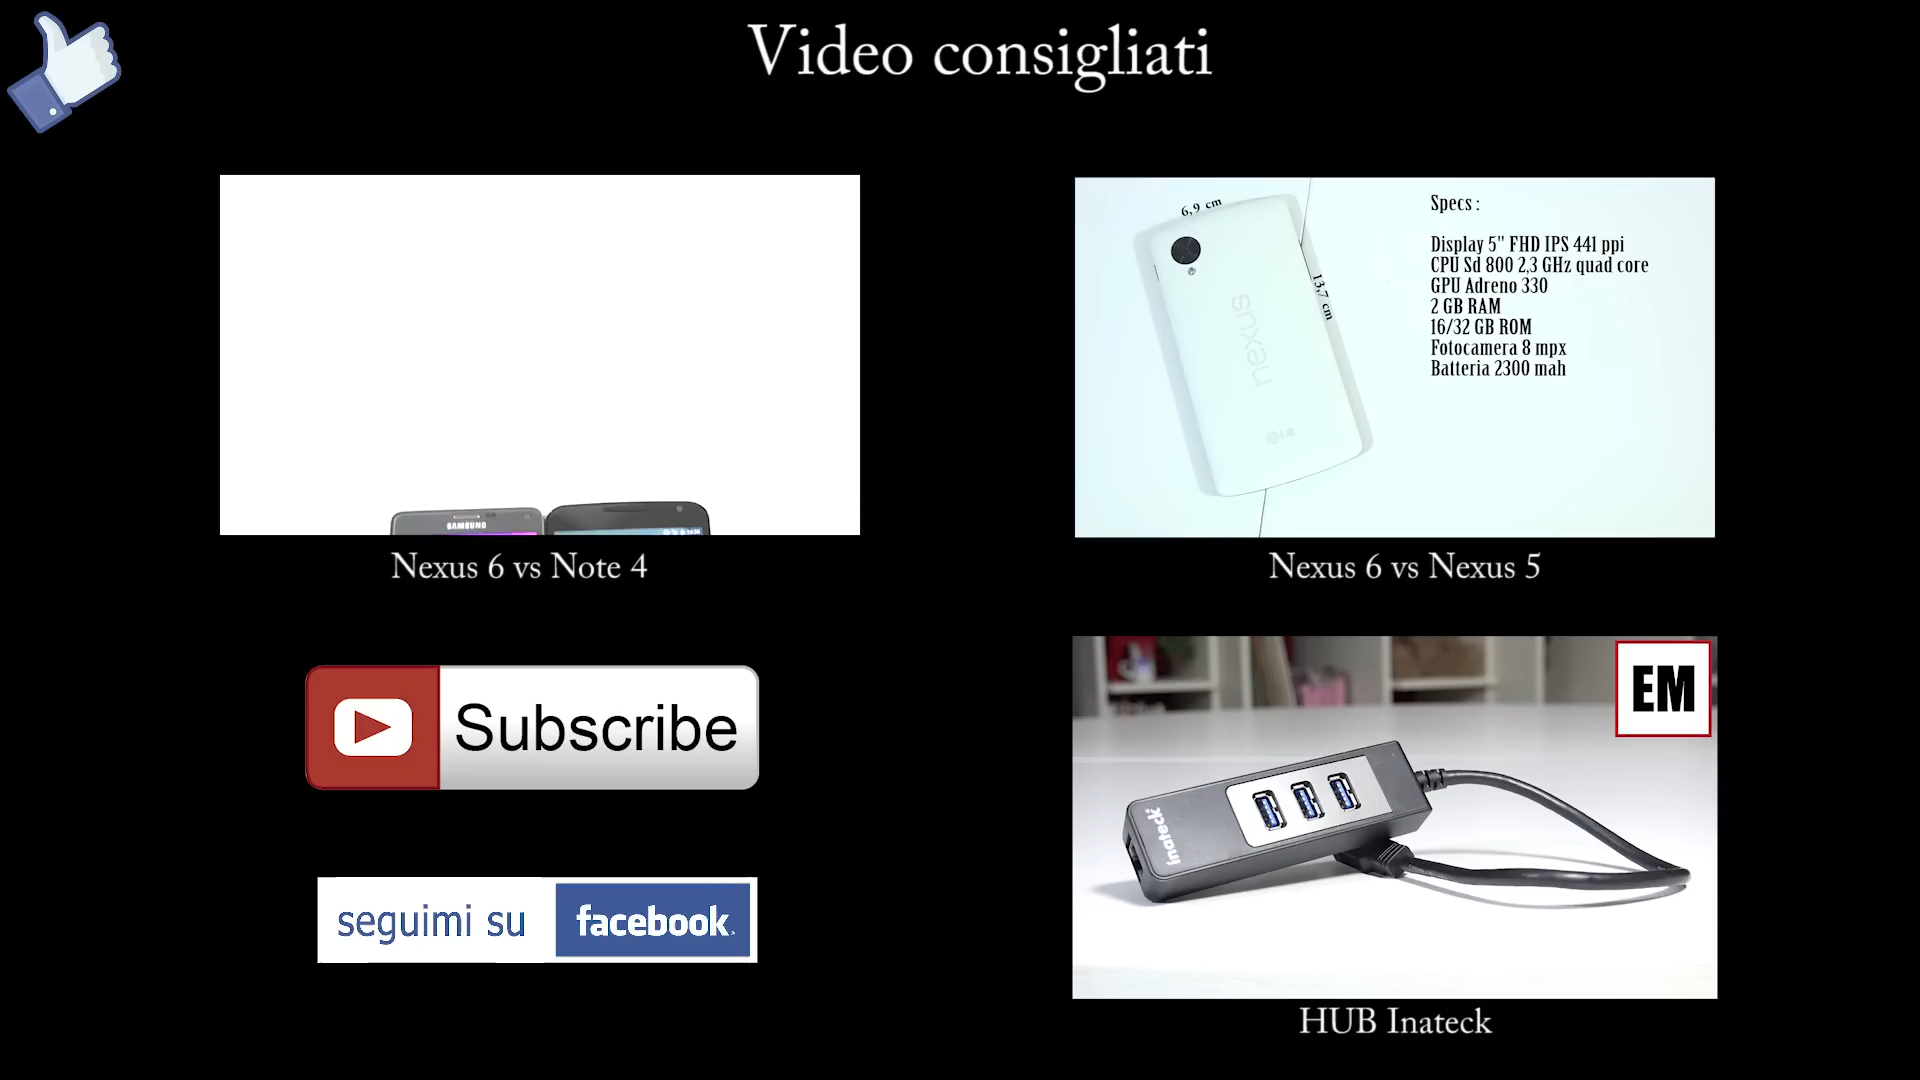 Video consigliati
SAMSUNG
Nexus 6 vs Note 4
6,9 cm
13,7 cm
nexus
LG
Specs :
Display 5" FHD IPS 441 ppi
CPU Sd 800 2,3 GHz quad core
GPU Adreno 330
2 GB RAM
16/32 GB ROM
Fotocamera 8 mpx
Batteria 2300 mah
Nexus 6 vs Nexus 5
Subscribe
seguimi su facebook.
EM
Inateck
HUB Inateck